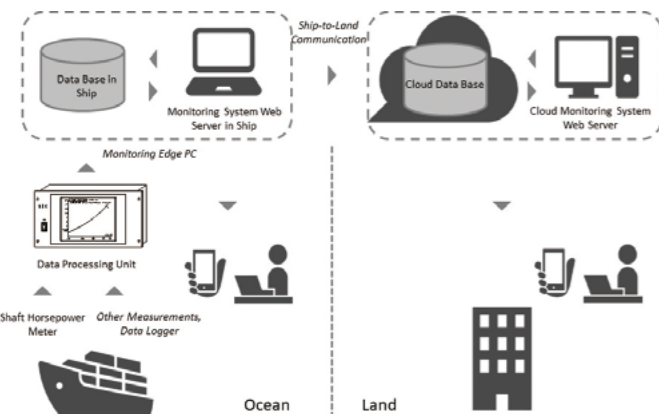 Ship-to-Land
Communication
Data Base in
Ship
Monitoring System Web
Server in Ship
Cloud Data Base
Cloud Monitoring System
Web Server
Monitoring Edge PC
Data Processing Unit
Shaft Horsepower
Meter
Other Measurements,
Data Logger
Ocean
Land